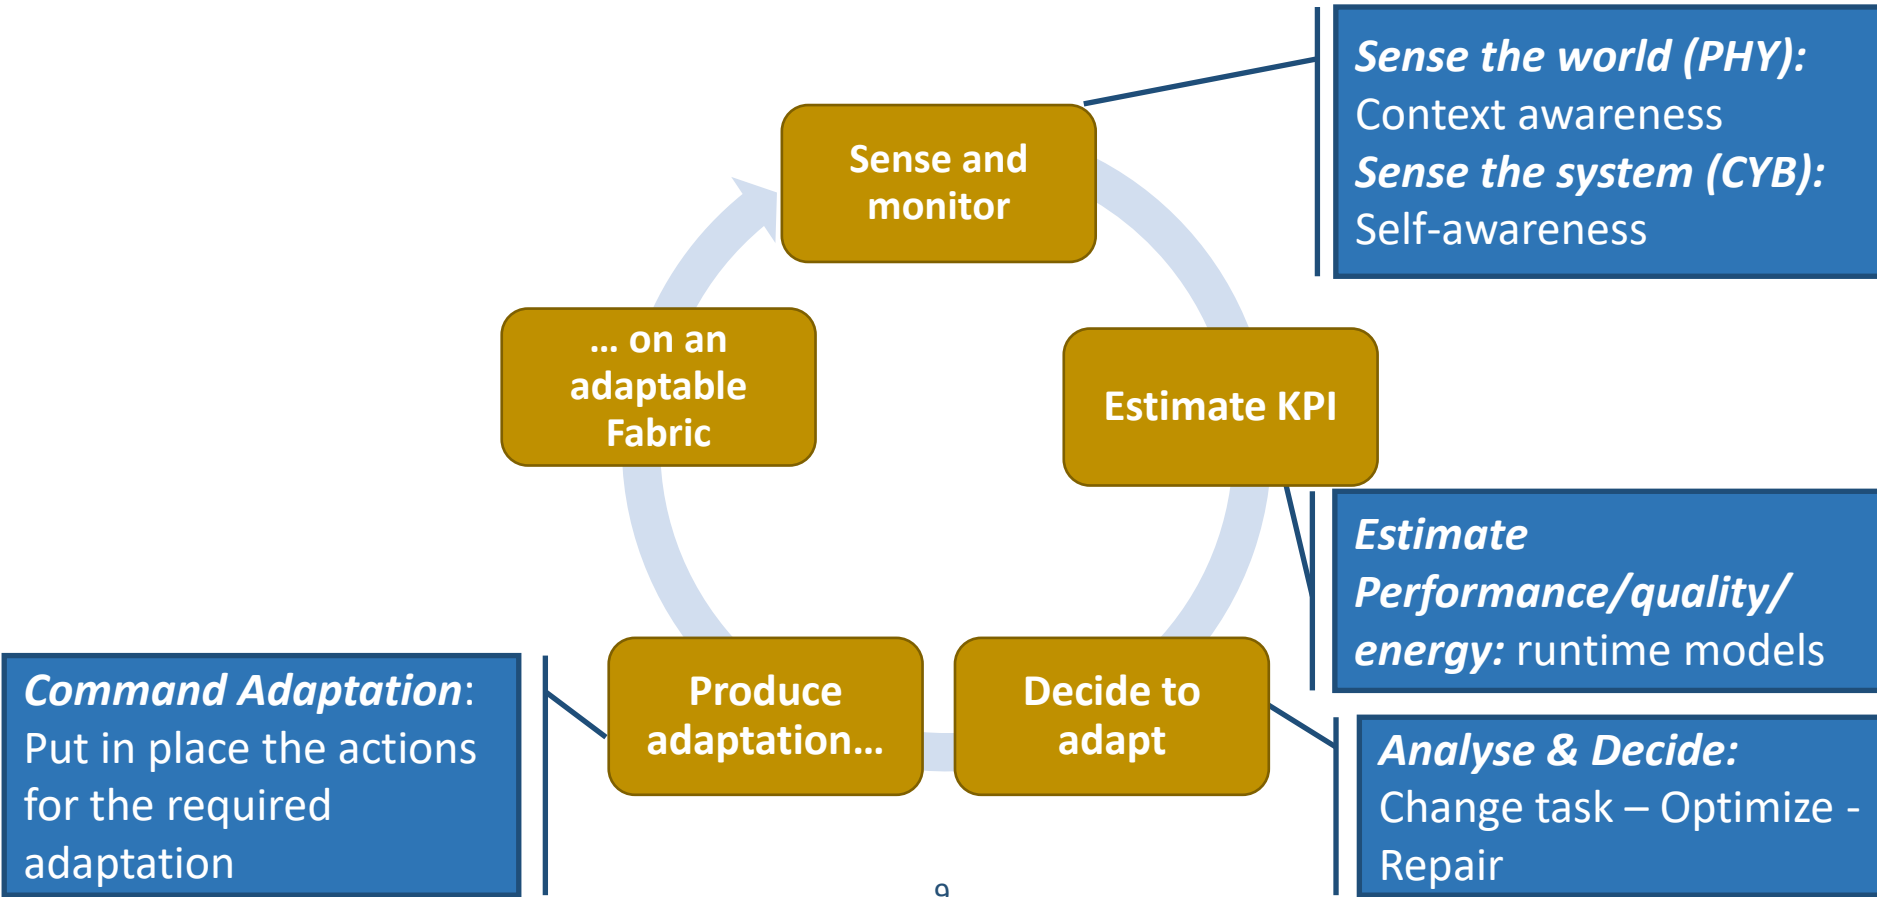 Sense the world (PHY):
Context awareness
Sense the system (CYB):
Self-awareness
Sense and
monitor
… on an
adaptable
Fabric
Estimate KPI
Estimate
Performance/quality/
energy: runtime models
Produce
adaptation…
Decide to
adapt
Command Adaptation:
Put in place the actions
for the required
adaptation
Analyse & Decide:
Change task – Optimize -
Repair
9